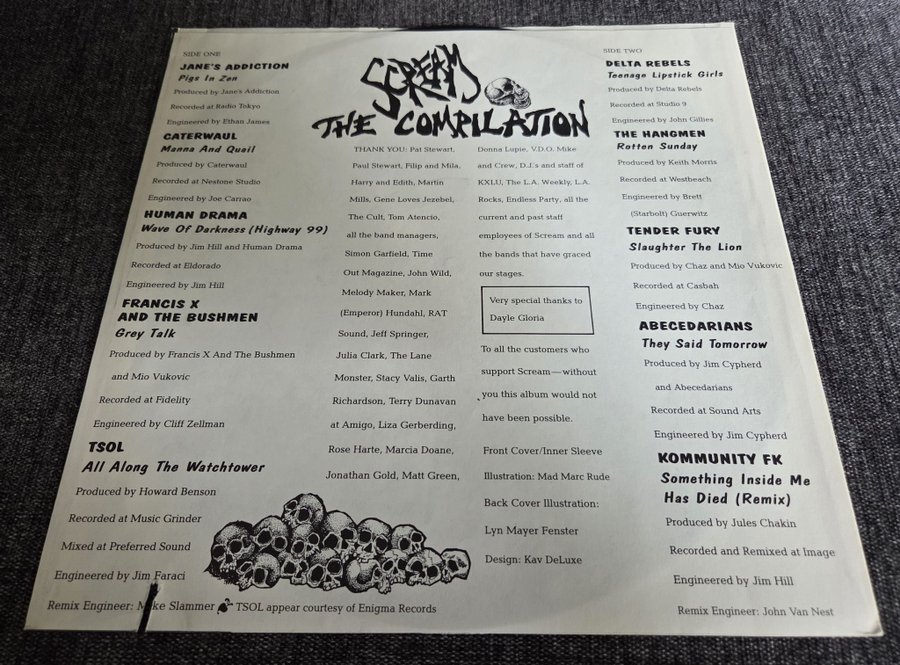 SIDE ONE
JANE'S ADDICTION
Pigs In Zen
Produced by Jane's Addiction
Recorded at Radio Tokyo
Engineered by Ethan James
CATERWAUL
Manna And Quail
Produced by Caterwaul
Recorded at Nestone Studio
Engineered by Joe Carrao
HUMAN DRAMA
Wave Of Darkness (Highway 99)
Produced by Jim Hill and Human Drama
Recorded at Eldorado
Engineered by Jim Hill
FRANCIS X
AND THE BUSHMEN
Grey Talk
Produced by Francis X And The Bushmen
and Mio Vukovic
Recorded at Fidelity
Engineered by Cliff Zellman
TSOL
All Along The Watchtower
Produced by Howard Benson
Recorded at Music Grinder
Mixed at Preferred Sound
Engineered by Jim Faraci
Remix Engineer: Mike Slammer
TSOL appear courtesy of Enigma Records
SCREAM
THE COMPILATION
THANK YOU: Pat Stewart,
Paul Stewart, Filip and Mila,
Harry and Edith, Martin
Mills, Gene Loves Jezebel,
The Cult, Tom Atencio,
all the band managers,
Simon Garfield, Time
Out Magazine, John Wild,
Melody Maker, Mark
(Emperor) Hundahl, RAT
Sound, Jeff Springer,
Julia Clark, The Lane
Monster, Stacy Valis, Garth
Richardson, Terry Dunavan
at Amigo, Liza Gerberding,
Rose Harte, Marcia Doane,
Jonathan Gold, Matt Green,
Donna Lupie, V.D.O. Mike
and Crew, D.J.s and staff of
KXLU, The L.A. Weekly, L.A.
Rocks, Endless Party, all the
current and past staff
employees of Scream and all
the bands that have graced
our stages.
Very special thanks to
Dayle Gloria
To all the customers who
support Scream—without
you this album would not
have been possible.
Front Cover/Inner Sleeve
Illustration: Mad Marc Rude
Back Cover Illustration:
Lyn Mayer Fenster
Design: Kav DeLuxe
SIDE TWO
DELTA REBELS
Teenage Lipstick Girls
Produced by Delta Rebels
Recorded at Studio 9
Engineered by John Gillies
THE HANGMEN
Rotten Sunday
Produced by Keith Morris
Recorded at Westbeach
Engineered by Brett
(Starbolt) Guerwitz
TENDER FURY
Slaughter The Lion
Produced by Chaz and Mio Vukovic
Recorded at Casbah
Engineered by Chaz
ABECEDARIANS
They Said Tomorrow
Produced by Jim Cypherd
and Abecedarians
Recorded at Sound Arts
Engineered by Jim Cypherd
KOMMUNITY FK
Something Inside Me
Has Died (Remix)
Produced by Jules Chakin
Recorded and Remixed at Image
Engineered by Jim Hill
Remix Engineer: John Van Nest